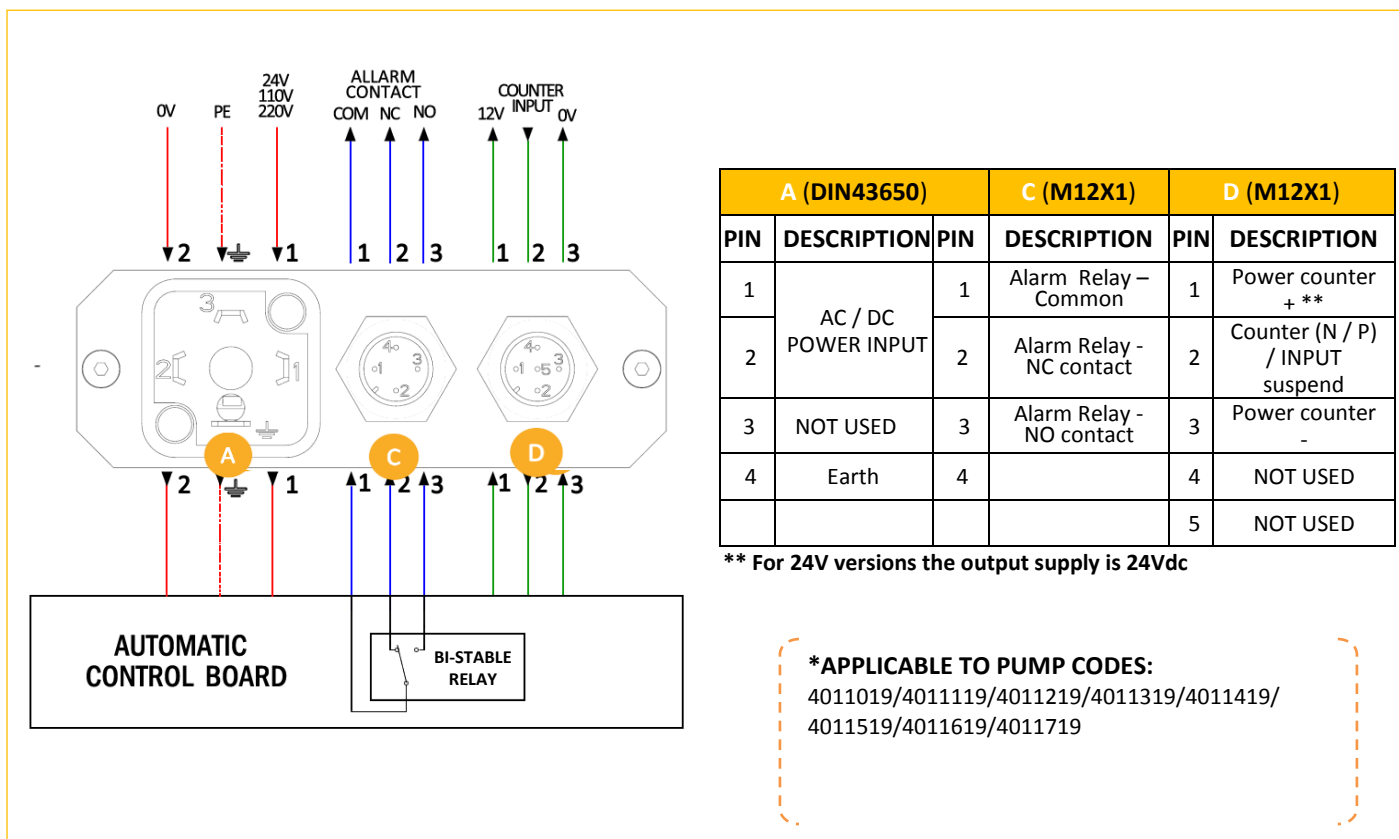 24V
110V
220V
0V
PE
ALLARM
CONTACT
COM NC NO
COUNTER
INPUT
12V
0V
2 1 1 2 3 1 2 3
3
2
1
4
3
1
2
4
3
1
5
2
A
C
D
2 1 1 2 3 1 2 3
AUTOMATIC
CONTROL BOARD
BI-STABLE
RELAY
A (DIN43650) C (M12X1) D (M12X1)
PIN DESCRIPTION PIN DESCRIPTION PIN DESCRIPTION
1 AC / DC POWER INPUT 1 Alarm Relay – Common 1 Power counter + **
2 2 Alarm Relay - NC contact 2 Counter (N / P) / INPUT suspend
3 NOT USED 3 Alarm Relay - NO contact 3 Power counter -
4 Earth 4 4 NOT USED
5 NOT USED
** For 24V versions the output supply is 24Vdc
*APPLICABLE TO PUMP CODES:
4011019/4011119/4011219/4011319/4011419/
4011519/4011619/4011719
-